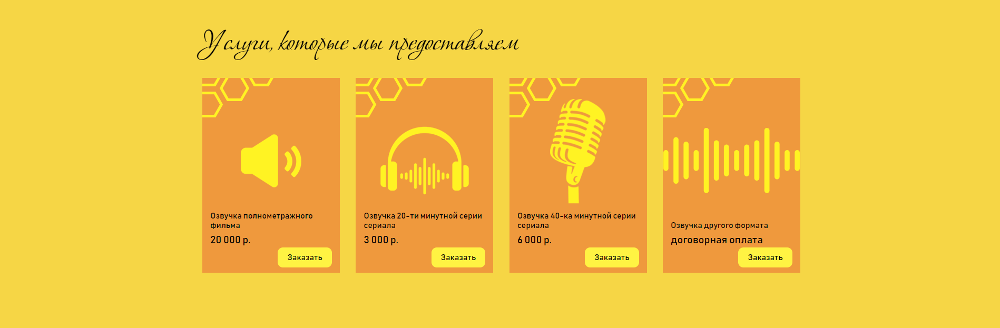 Услуги, которые мы предоставляем
Озвучка полнометражного
фильма
20 000 р.
Заказать
Озвучка 20-ти минутной серии
сериала
3 000 р.
Заказать
Озвучка 40-ка минутной серии
сериала
6 000 р.
Заказать
Озвучка другого формата
договорная оплата
Заказать